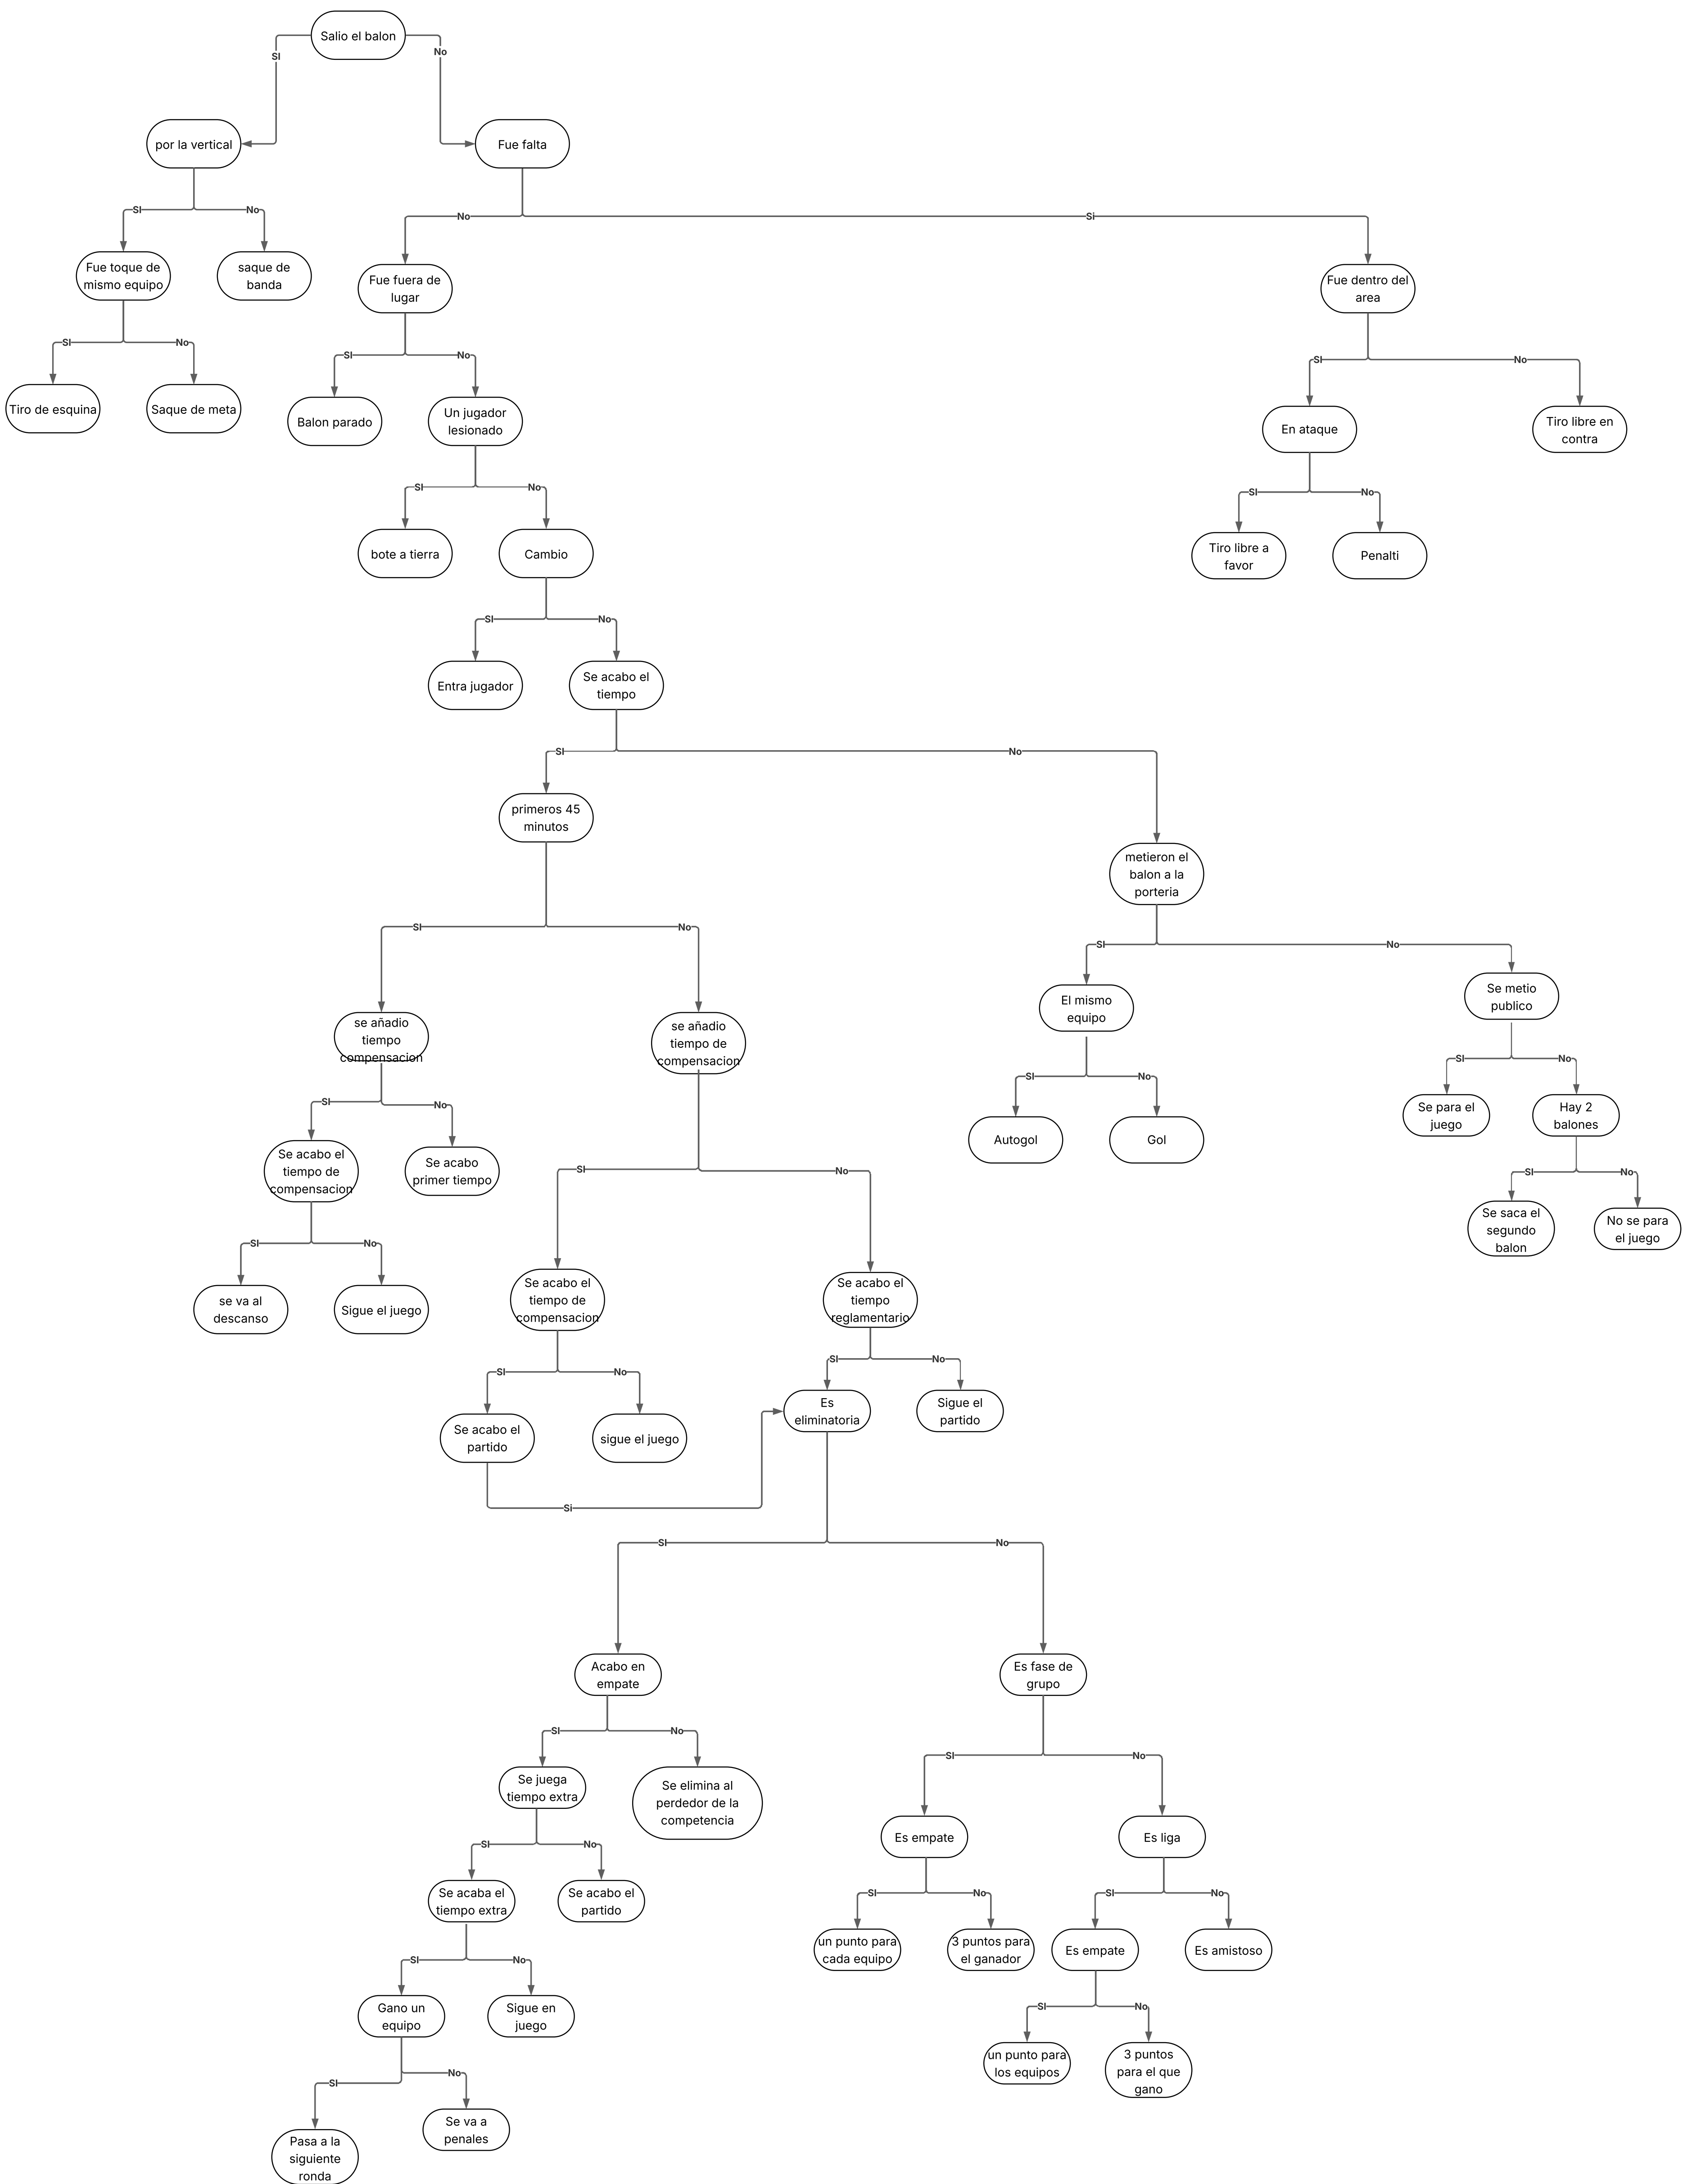 Salio el balon
SI
No
por la vertical
Fue falta
SI
No
No
Si
Fue toque de
mismo equipo
saque de
banda
Fue fuera de
lugar
Fue dentro del
area
SI
No
SI
No
SI
No
Tiro de esquina
Saque de meta
Balon parado
Un jugador
lesionado
En ataque
Tiro libre en
contra
SI
No
SI
No
bote a tierra
Cambio
Tiro libre a
favor
Penalti
SI
No
Entra jugador
Se acabo el
tiempo
SI
No
primeros 45
minutos
metieron el
balon a la
porteria
SI
No
SI
No
se añadio
tiempo
compensacion
se añadio
tiempo de
compensacion
El mismo
equipo
Se metio
publico
SI
No
SI
No
SI
No
Se acabo el
tiempo de
compensacion
Se acabo
primer tiempo
Autogol
Gol
Se para el
juego
Hay 2
balones
SI
No
SI
No
SI
No
Se saca el
segundo
balon
No se para
el juego
se va al
descanso
Sigue el juego
Se acabo el
tiempo de
compensacion
Se acabo el
tiempo
reglamentario
SI
No
SI
No
Se acabo el
partido
sigue el juego
Es
eliminatoria
Sigue el
partido
Si
SI
No
Acabo en
empate
Es fase de
grupo
SI
No
SI
No
Se juega
tiempo extra
Se elimina al
perdedor de la
competencia
Es empate
Es liga
SI
No
SI
No
SI
No
Se acaba el
tiempo extra
Se acabo el
partido
un punto para
cada equipo
3 puntos para
el ganador
Es empate
Es amistoso
SI
No
SI
No
Gano un
equipo
Sigue en
juego
un punto para
los equipos
3 puntos
para el que
gano
SI
No
Pasa a la
siguiente
ronda
Se va a
penales